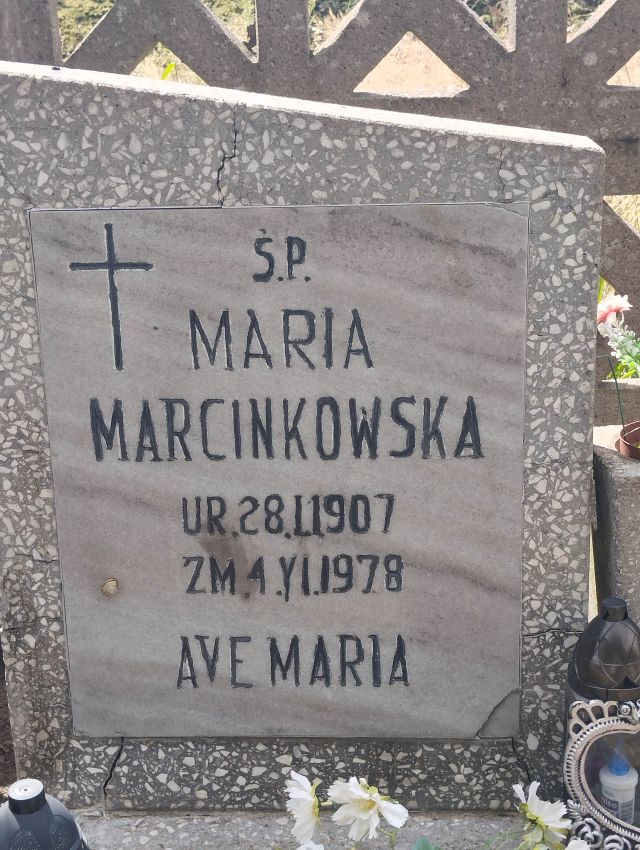 Ś.P.
MARIA
MARCINKOWSKA
UR.28.I.1907
ZM.4.VI.1978
AVE MARIA